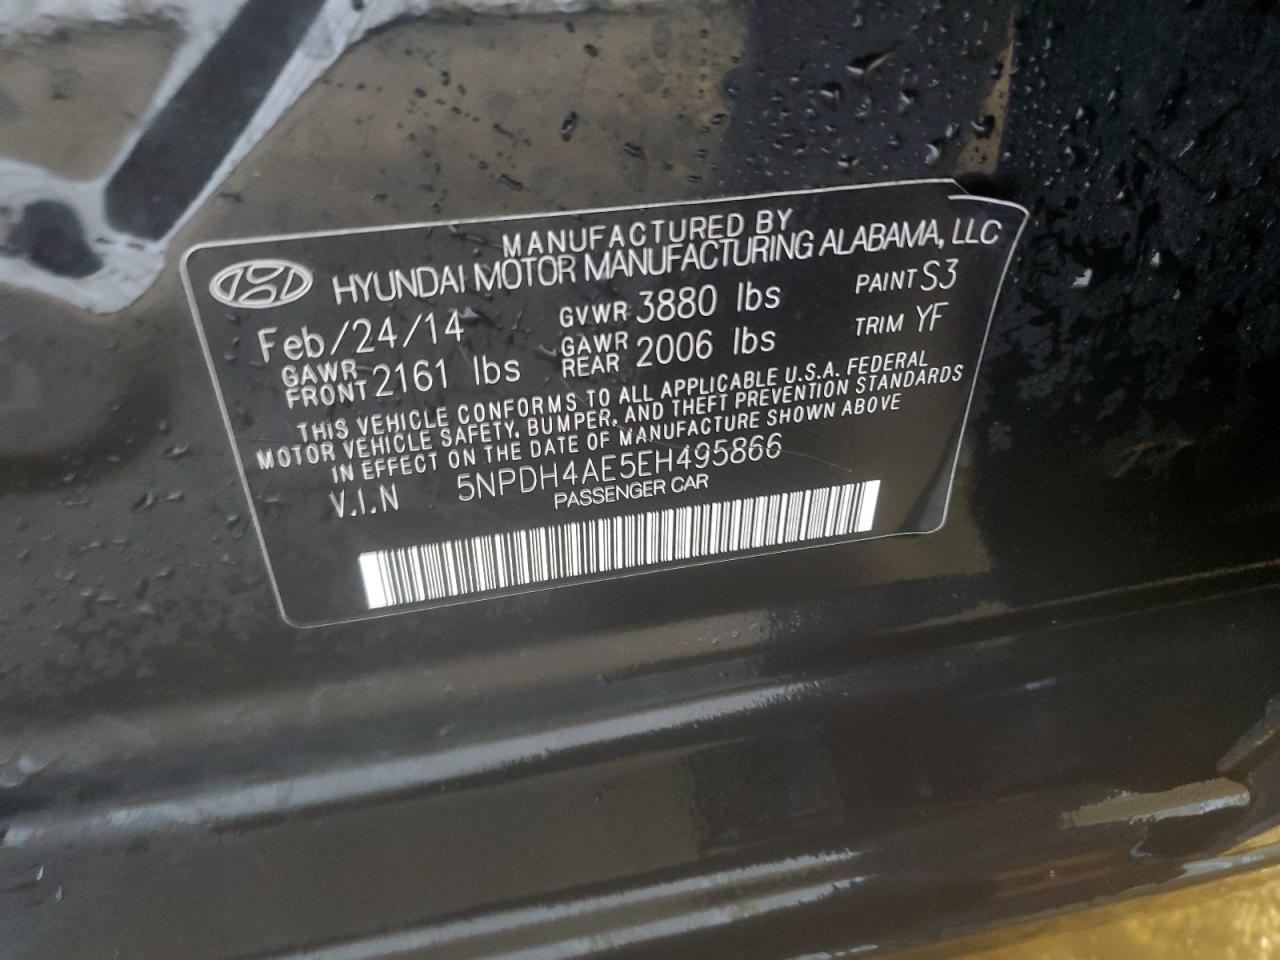 MANUFACTURED BY
HYUNDAI MOTOR MANUFACTURING ALABAMA, LLC
Feb/24/14 GVWR 3880 lbs PAINT S3
GAWR FRONT 2161 lbs GAWR REAR 2006 lbs TRIM YF
THIS VEHICLE CONFORMS TO ALL APPLICABLE U.S.A. FEDERAL
MOTOR VEHICLE SAFETY, BUMPER, AND THEFT PREVENTION STANDARDS
IN EFFECT ON THE DATE OF MANUFACTURE SHOWN ABOVE
V.I.N 5NPDH4AE5EH495866
PASSENGER CAR